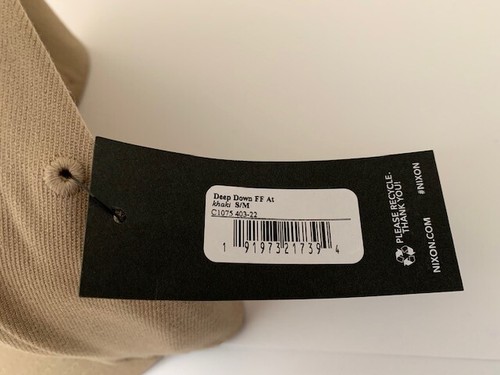 Deep Down FF At
khaki S/M
C1075 403-22
1 91973 21739 4
PLEASE RECYCLE-
THANK YOU!
#NIXON
NIXON.COM